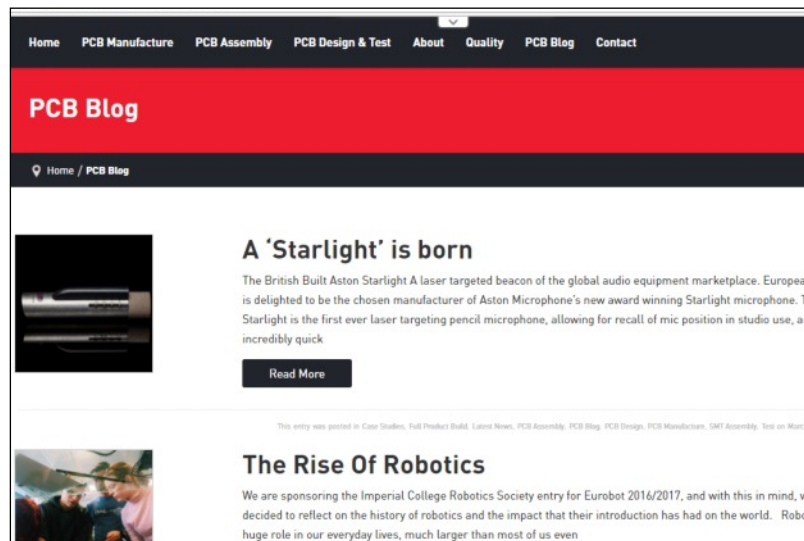 Home PCB Manufacture PCB Assembly PCB Design & Test About Quality PCB Blog Contact
PCB Blog
Home / PCB Blog
A ‘Starlight’ is born
The British Built Aston Starlight A laser targeted beacon of the global audio equipment marketplace. Europea
is delighted to be the chosen manufacturer of Aston Microphone's new award winning Starlight microphone. T
Starlight is the first ever laser targeting pencil microphone, allowing for recall of mic position in studio use, a
incredibly quick
Read More
This entry was posted in Case Studies, Full Product Build, Latest News, PCB Assembly, PCB Blog, PCB Design, PCB Manufacture, SMT Assembly, Test on Marc
The Rise Of Robotics
We are sponsoring the Imperial College Robotics Society entry for Eurobot 2016/2017, and with this in mind, w
decided to reflect on the history of robotics and the impact that their introduction has had on the world. Robo
huge role in our everyday lives, much larger than most of us even